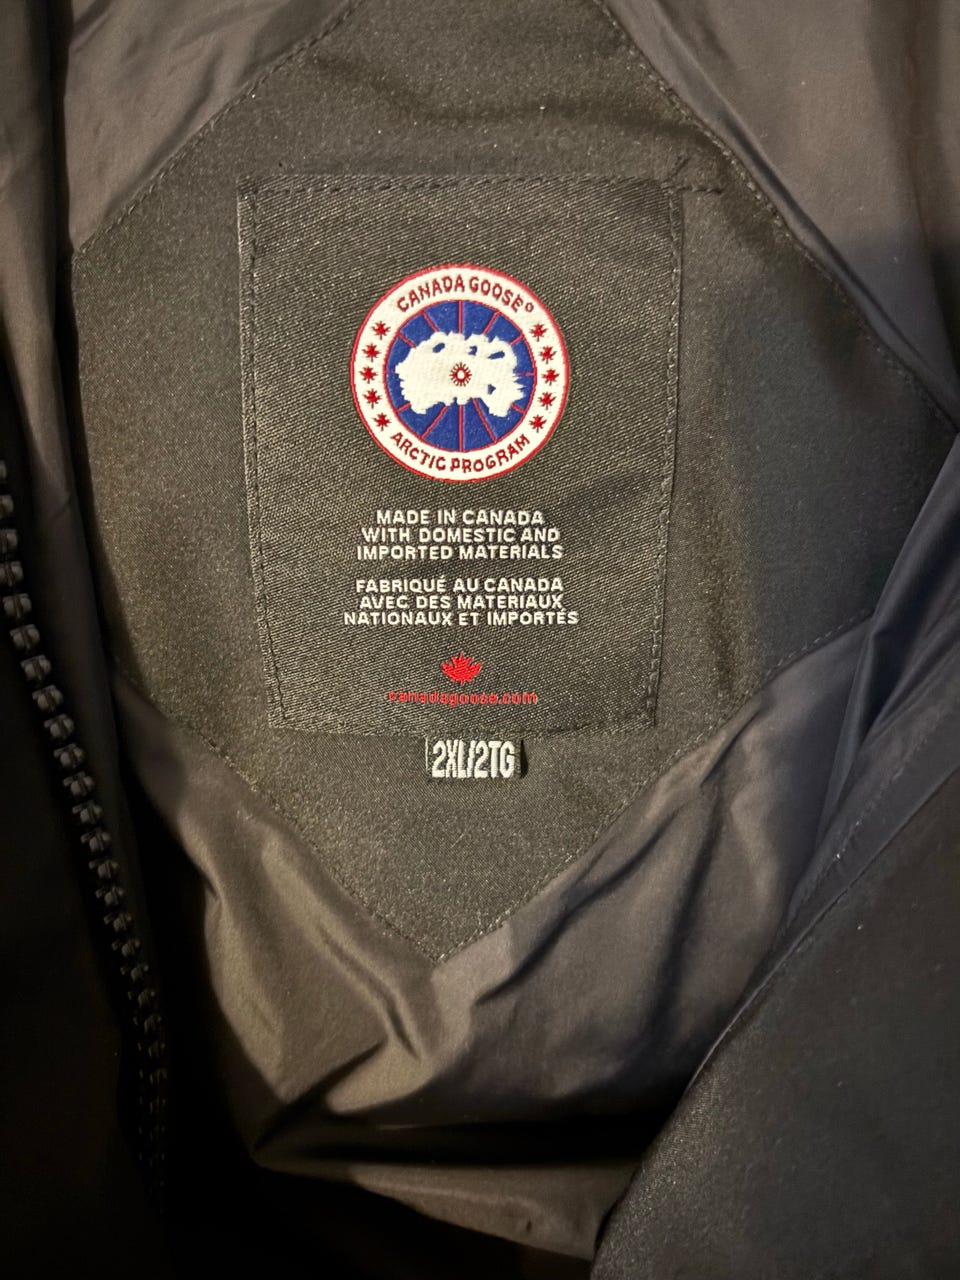 CANADA GOOSE®
ARCTIC PROGRAM
MADE IN CANADA
WITH DOMESTIC AND
IMPORTED MATERIALS
FABRIQUÉ AU CANADA
AVEC DES MATERIAUX
NATIONAUX ET IMPORTÉS
canadagoose.com
2XL/2TG